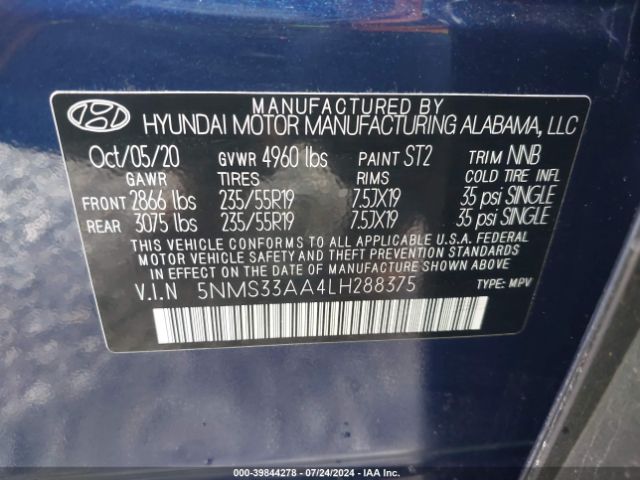 MANUFACTURED BY
HYUNDAI MOTOR MANUFACTURING ALABAMA, LLC
Oct/05/20 GVWR 4960 lbs PAINT ST2 TRIM NNB
GAWR TIRES RIMS COLD TIRE INFL
FRONT 2866 lbs 235/55R19 7.5JX19 35 psi SINGLE
REAR 3075 lbs 235/55R19 7.5JX19 35 psi SINGLE
THIS VEHICLE CONFORMS TO ALL APPLICABLE U.S.A. FEDERAL
MOTOR VEHICLE SAFETY AND THEFT PREVENTION STANDARDS
IN EFFECT ON THE DATE OF MANUFACTURE SHOWN ABOVE.
V.I.N 5NMS33AA4LH288375 TYPE: MPV
000-39844278 - 07/24/2024 - IAA Inc.